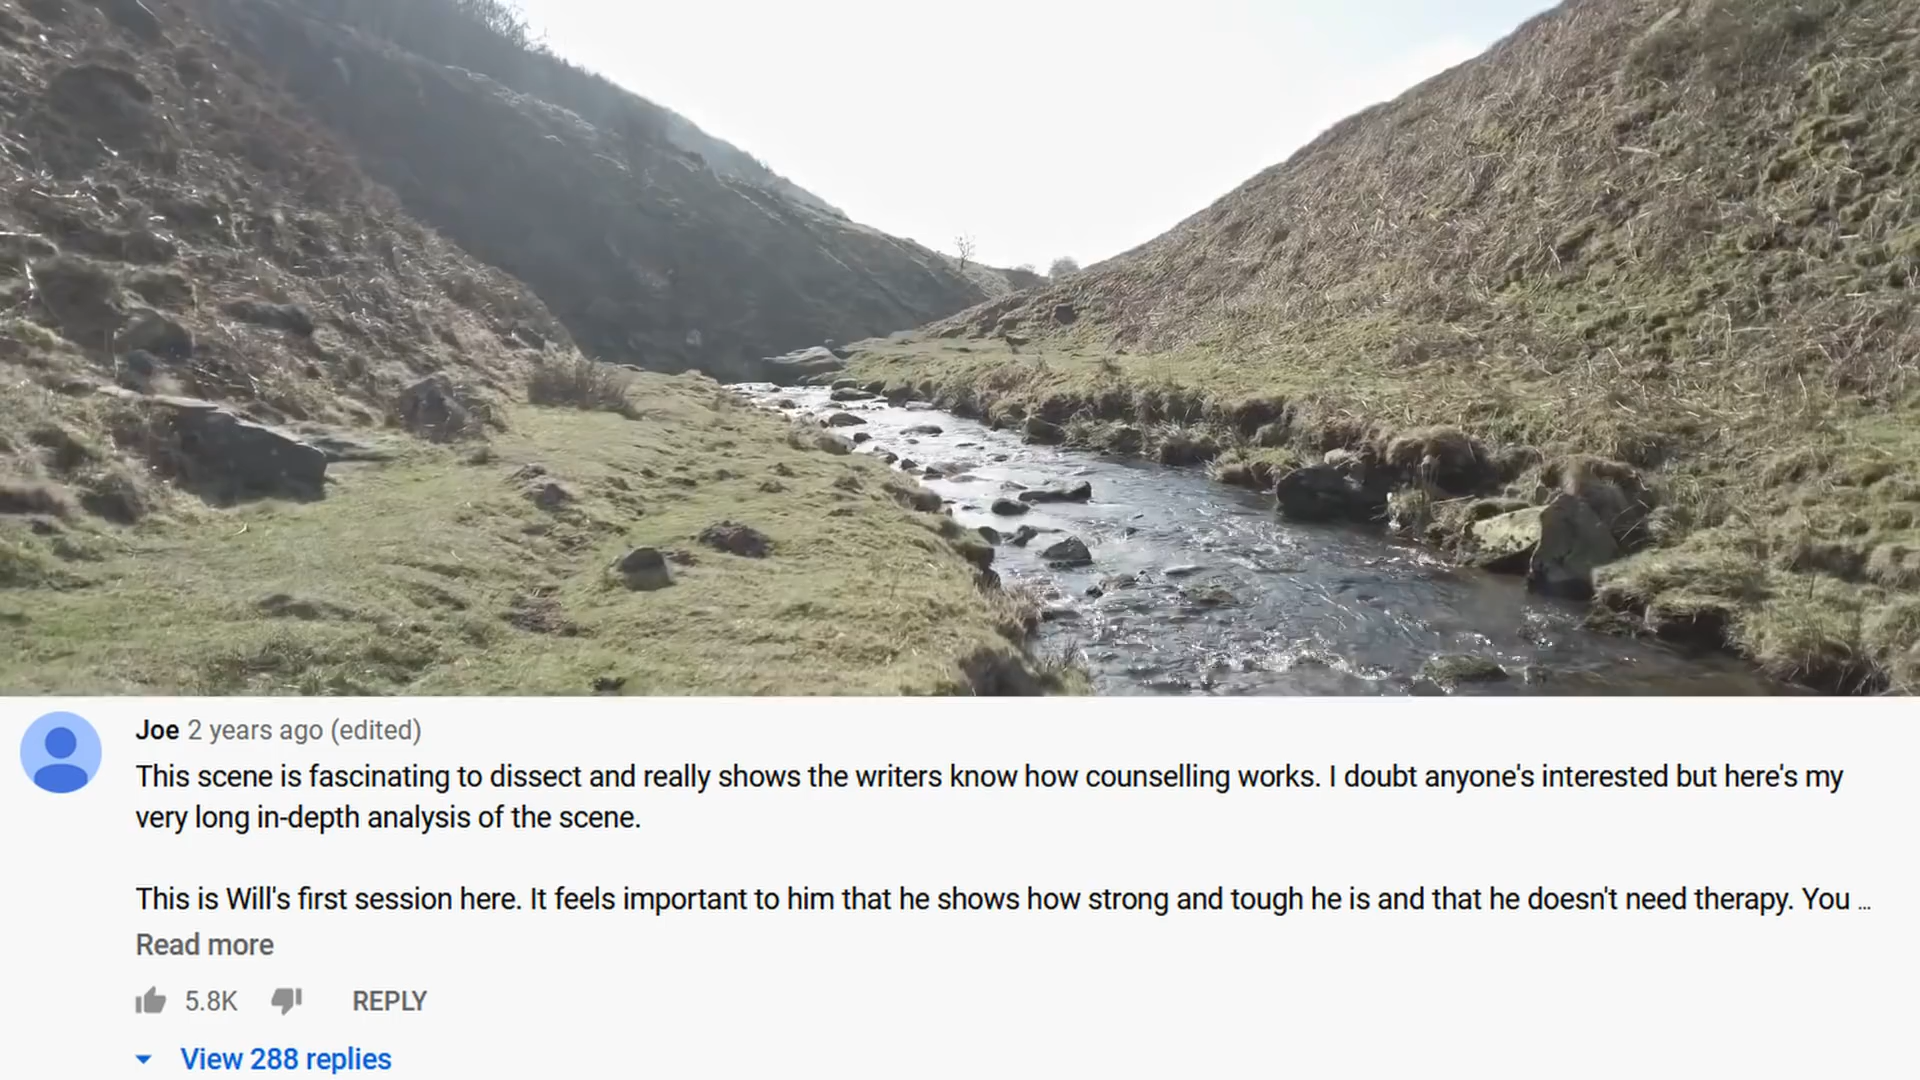 Joe 2 years ago (edited)
This scene is fascinating to dissect and really shows the writers know how counselling works. I doubt anyone's interested but here's my
very long in-depth analysis of the scene.
This is Will's first session here. It feels important to him that he shows how strong and tough he is and that he doesn't need therapy. You ...
Read more
5.8K REPLY
View 288 replies